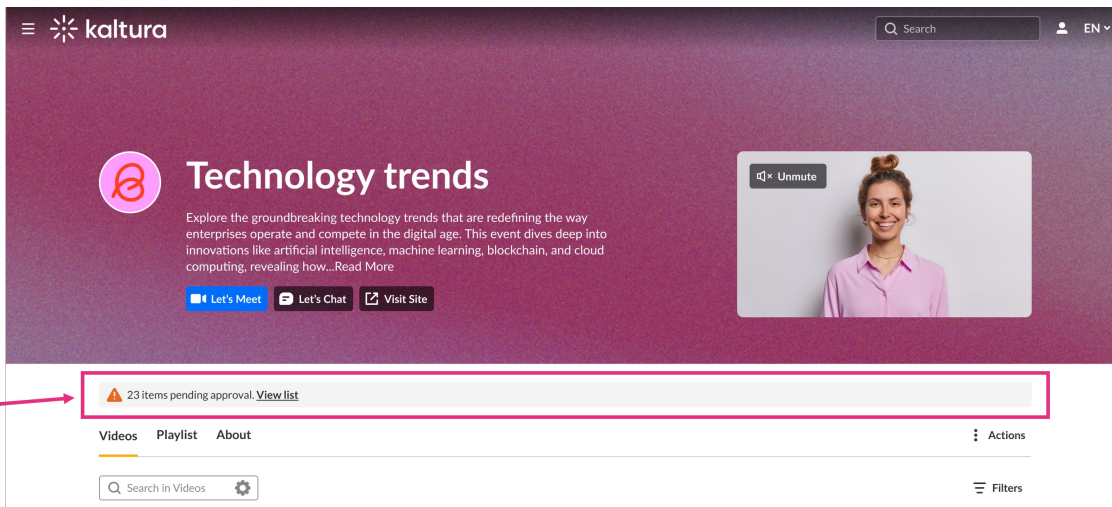 kaltura
Search
EN
Technology trends
Unmute
Explore the groundbreaking technology trends that are redefining the way
enterprises operate and compete in the digital age. This event dives deep into
innovations like artificial intelligence, machine learning, blockchain, and cloud
computing, revealing how...Read More
Let's Meet
Let's Chat
Visit Site
23 items pending approval. View list
Videos
Playlist
About
Actions
Search in Videos
Filters